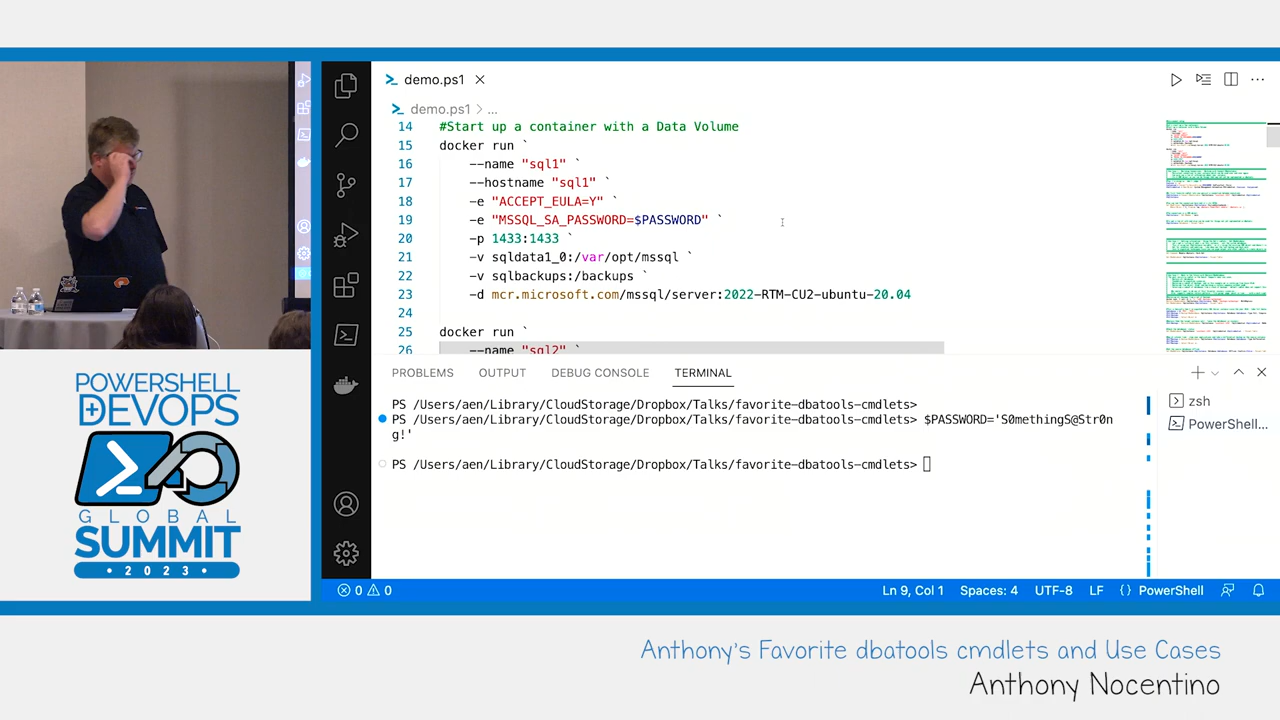 demo.ps1
demo.ps1 > ...
14 #Start up a container with a Data Volume
15 docker run `
16 --name "sql1" `
17 --hostname "sql1" `
18 -e "ACCEPT_EULA=Y" `
19 -e "MSSQL_SA_PASSWORD=$PASSWORD" `
20 -p 1433:1433 `
21 -v sqldata1_0:/var/opt/mssql `
22 -v sqlbackups:/backups `
23 -d mcr.microsoft.com/mssql/server:2022-RTM-CU2-ubuntu-20.04
24
25 docker run `
26 --name "sql2" `
PROBLEMS OUTPUT DEBUG CONSOLE TERMINAL
PS /Users/aen/Library/CloudStorage/Dropbox/Talks/favorite-dbatools-cmdlets>
PS /Users/aen/Library/CloudStorage/Dropbox/Talks/favorite-dbatools-cmdlets> $PASSWORD='S0methingS@Str0n
g!'
PS /Users/aen/Library/CloudStorage/Dropbox/Talks/favorite-dbatools-cmdlets>
zsh
PowerShell...
0 0 Ln 9, Col 1 Spaces: 4 UTF-8 LF {} PowerShell
POWERSHELL
+DEVOPS
GLOBAL
SUMMIT
• 2023 •
Anthony's Favorite dbatools cmdlets and Use Cases
Anthony Nocentino